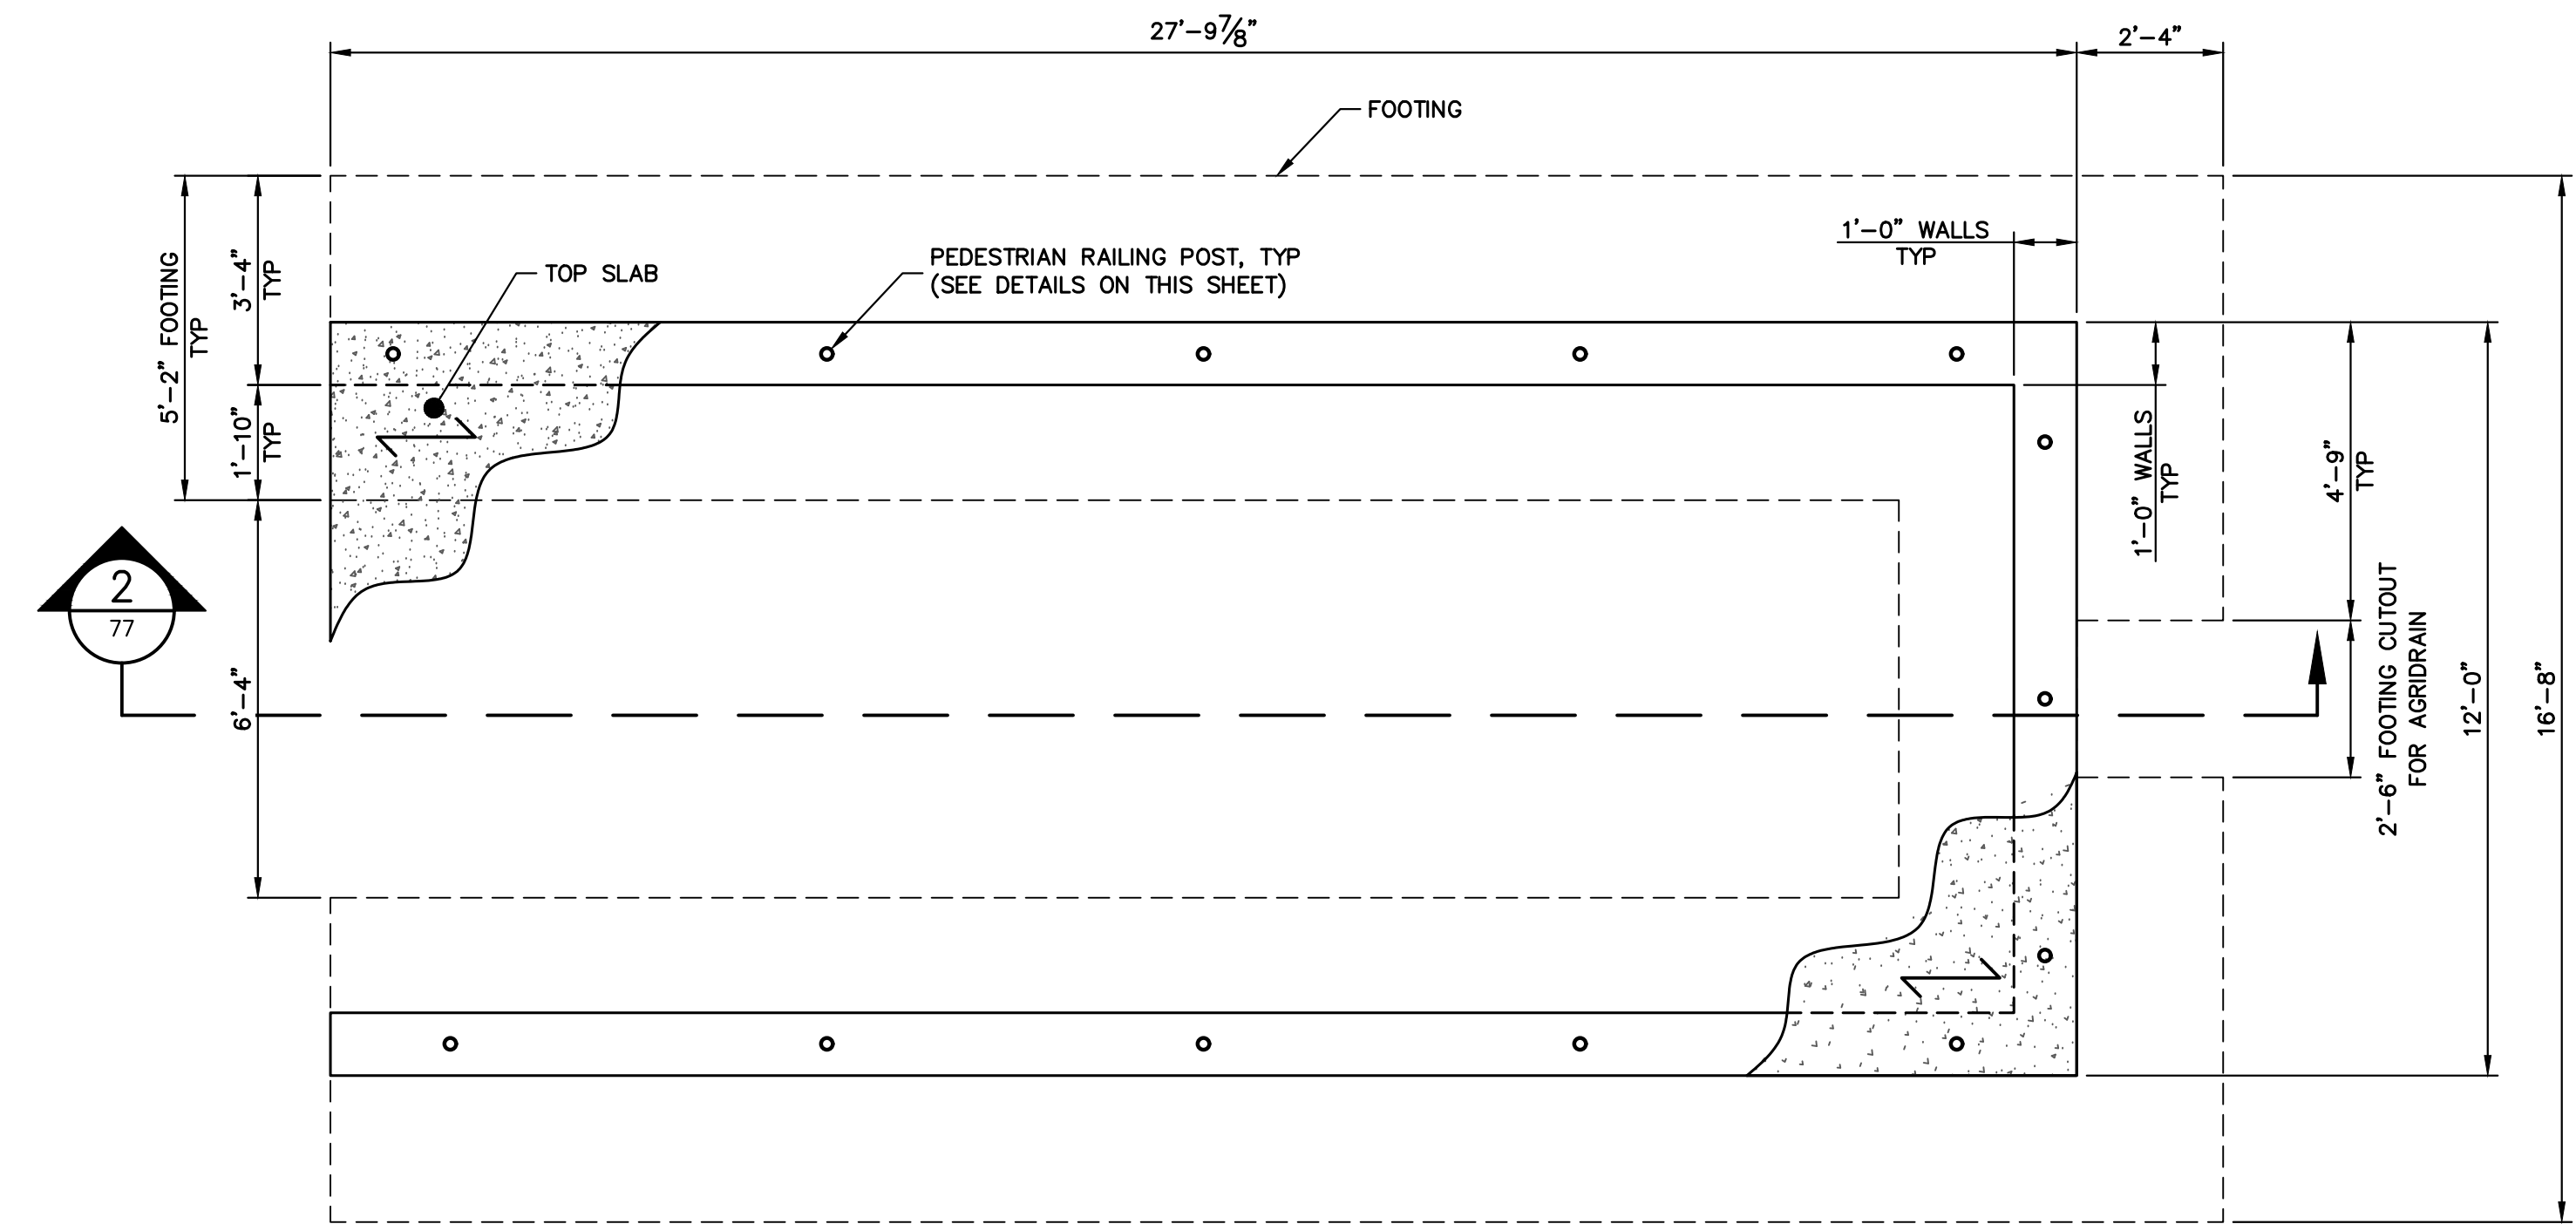 27'-9 7/8"
2'-4"
FOOTING
1'-0" WALLS
TYP
PEDESTRIAN RAILING POST, TYP
(SEE DETAILS ON THIS SHEET)
TOP SLAB
5'-2" FOOTING
TYP
3'-4"
TYP
1'-10"
TYP
6'-4"
2
77
1'-0" WALLS
TYP
4'-9"
TYP
2'-6" FOOTING CUTOUT
FOR AGRIDRAIN
12'-0"
16'-8"